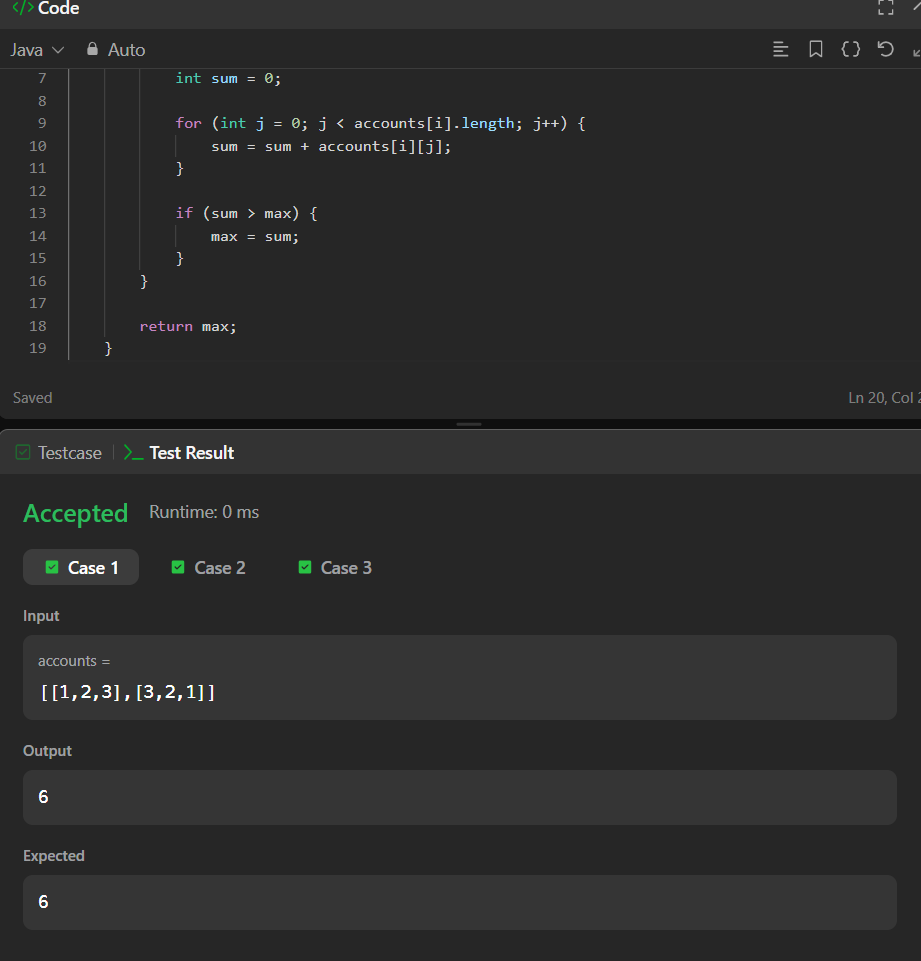 </> Code
Java Auto
7 int sum = 0;
8
9 for (int j = 0; j < accounts[i].length; j++) {
10 sum = sum + accounts[i][j];
11 }
12
13 if (sum > max) {
14 max = sum;
15 }
16 }
17
18 return max;
19 }
Saved Ln 20, Col
Testcase Test Result
Accepted Runtime: 0 ms
Case 1 Case 2 Case 3
Input
accounts =
[[1,2,3],[3,2,1]]
Output
6
Expected
6